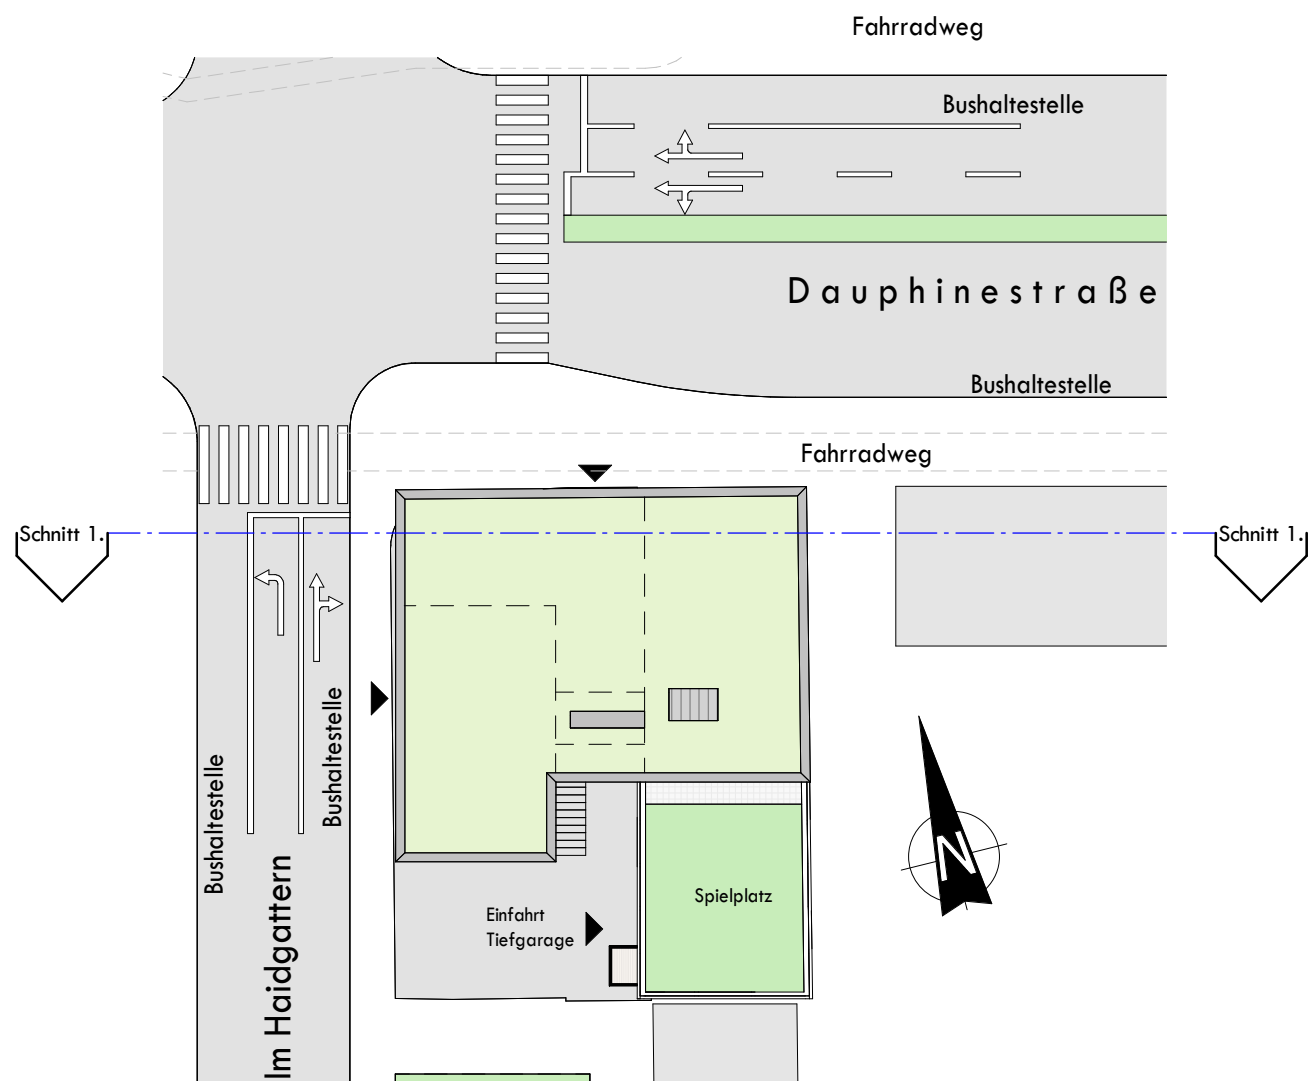 Fahrradweg
Bushaltestelle
Dauphinestraße
Bushaltestelle
Fahrradweg
Schnitt 1.
Schnitt 1.
Bushaltestelle
Bushaltestelle
Im Haidgattern
Spielplatz
Einfahrt
Tiefgarage
N